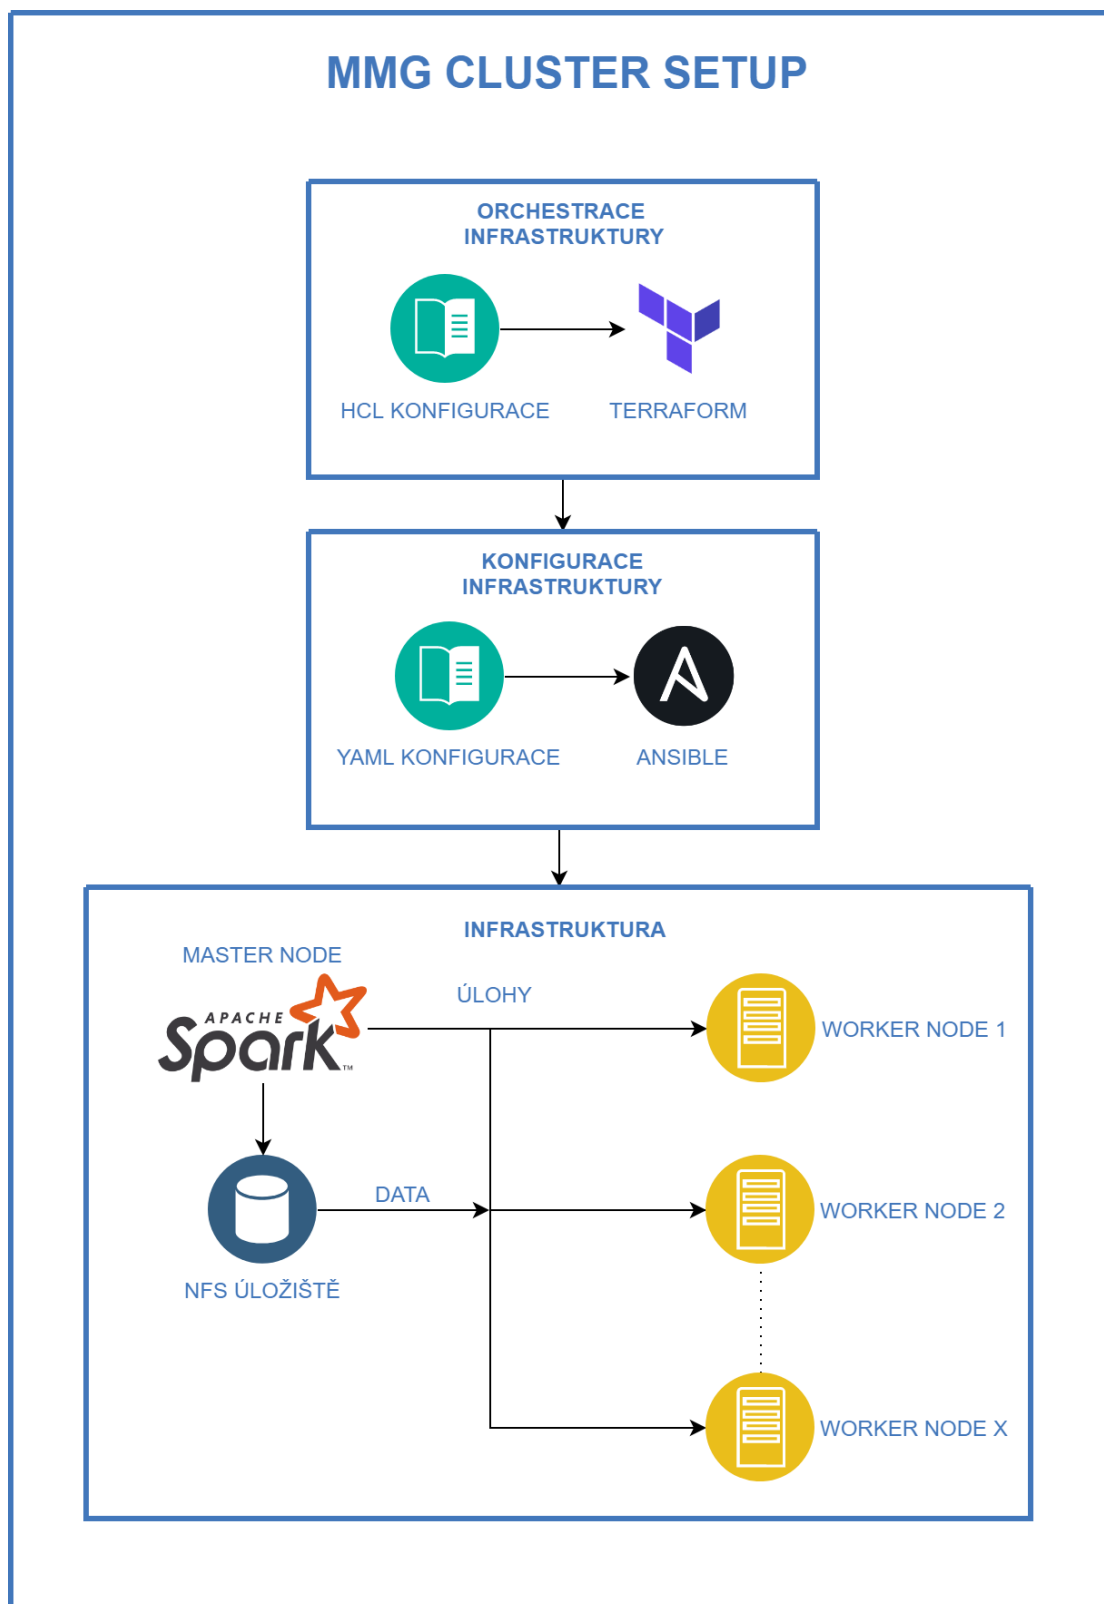 MMG CLUSTER SETUP
ORCHESTRACE
INFRASTRUKTURY
HCL KONFIGURACE
TERRAFORM
KONFIGURACE
INFRASTRUKTURY
YAML KONFIGURACE
ANSIBLE
INFRASTRUKTURA
MASTER NODE
APACHE
Spark™
ÚLOHY
WORKER NODE 1
DATA
WORKER NODE 2
NFS ÚLOŽIŠTĚ
WORKER NODE X